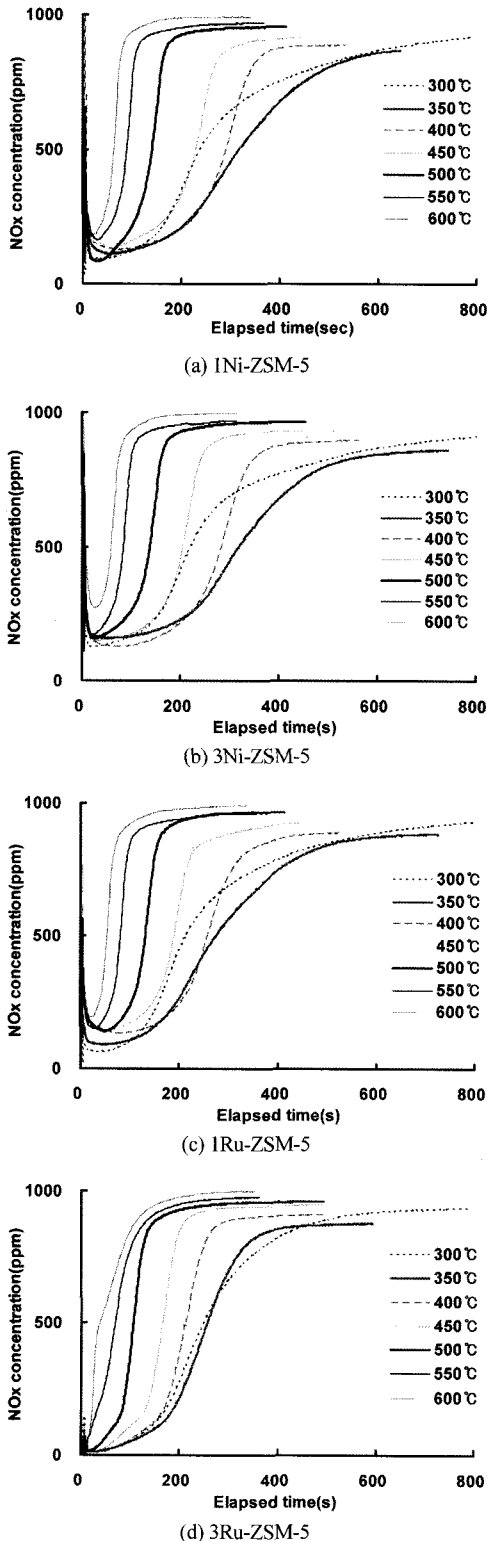 NOx concentration(ppm)
1000
500
0
300℃
350℃
400℃
450℃
500℃
550℃
600℃
0 200 400 600 800
Elapsed time(sec)
(a) 1Ni-ZSM-5
NOx concentration(ppm)
1000
500
0
300℃
350℃
400℃
450℃
500℃
550℃
600℃
0 200 400 600 800
Elapsed time(s)
(b) 3Ni-ZSM-5
NOx concentration(ppm)
1000
500
0
300℃
350℃
400℃
450℃
500℃
550℃
600℃
0 200 400 600 800
Elapsed time(s)
(c) 1Ru-ZSM-5
NOx concentration(ppm)
1000
500
0
300℃
350℃
400℃
450℃
500℃
550℃
600℃
0 200 400 600 800
Elapsed time(s)
(d) 3Ru-ZSM-5